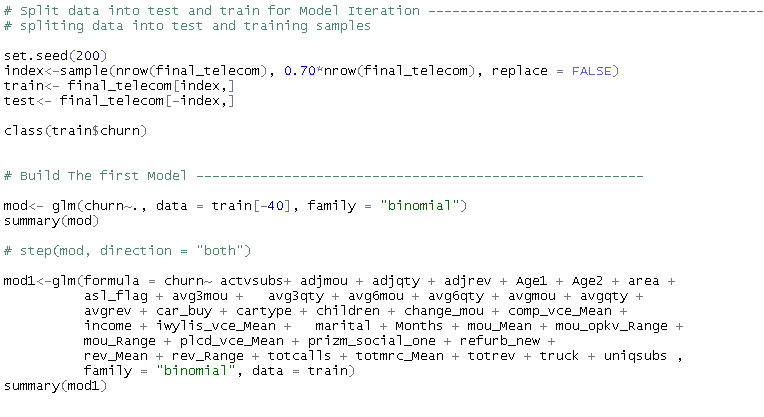 # Split data into test and train for Model Iteration ------------------------------------------
# spliting data into test and training samples
set.seed(200)
index<-sample(nrow(final_telecom), 0.70*nrow(final_telecom), replace = FALSE)
train<- final_telecom[index,]
test<- final_telecom[-index,]
class(train$churn)
# Build The first Model --------------------------------------------------------
mod<- glm(churn~., data = train[-40], family = "binomial")
summary(mod)
# step(mod, direction = "both")
mod1<-glm(formula = churn~ actvsubs+ adjmou + adjqty + adjrev + Age1 + Age2 + area +
asl_flag + avg3mou +   avg3qty + avg6mou + avg6qty + avgmou + avgqty +
avgrev + car_buy + cartype + children + change_mou + comp_vce_Mean +
income + iwylis_vce_Mean +   marital + Months + mou_Mean + mou_opkv_Range +
mou_Range + plcd_vce_Mean + prizm_social_one + refurb_new +
rev_Mean + rev_Range + totcalls + totmrc_Mean + totrev + truck + uniqsubs ,
family = "binomial", data = train)
summary(mod1)